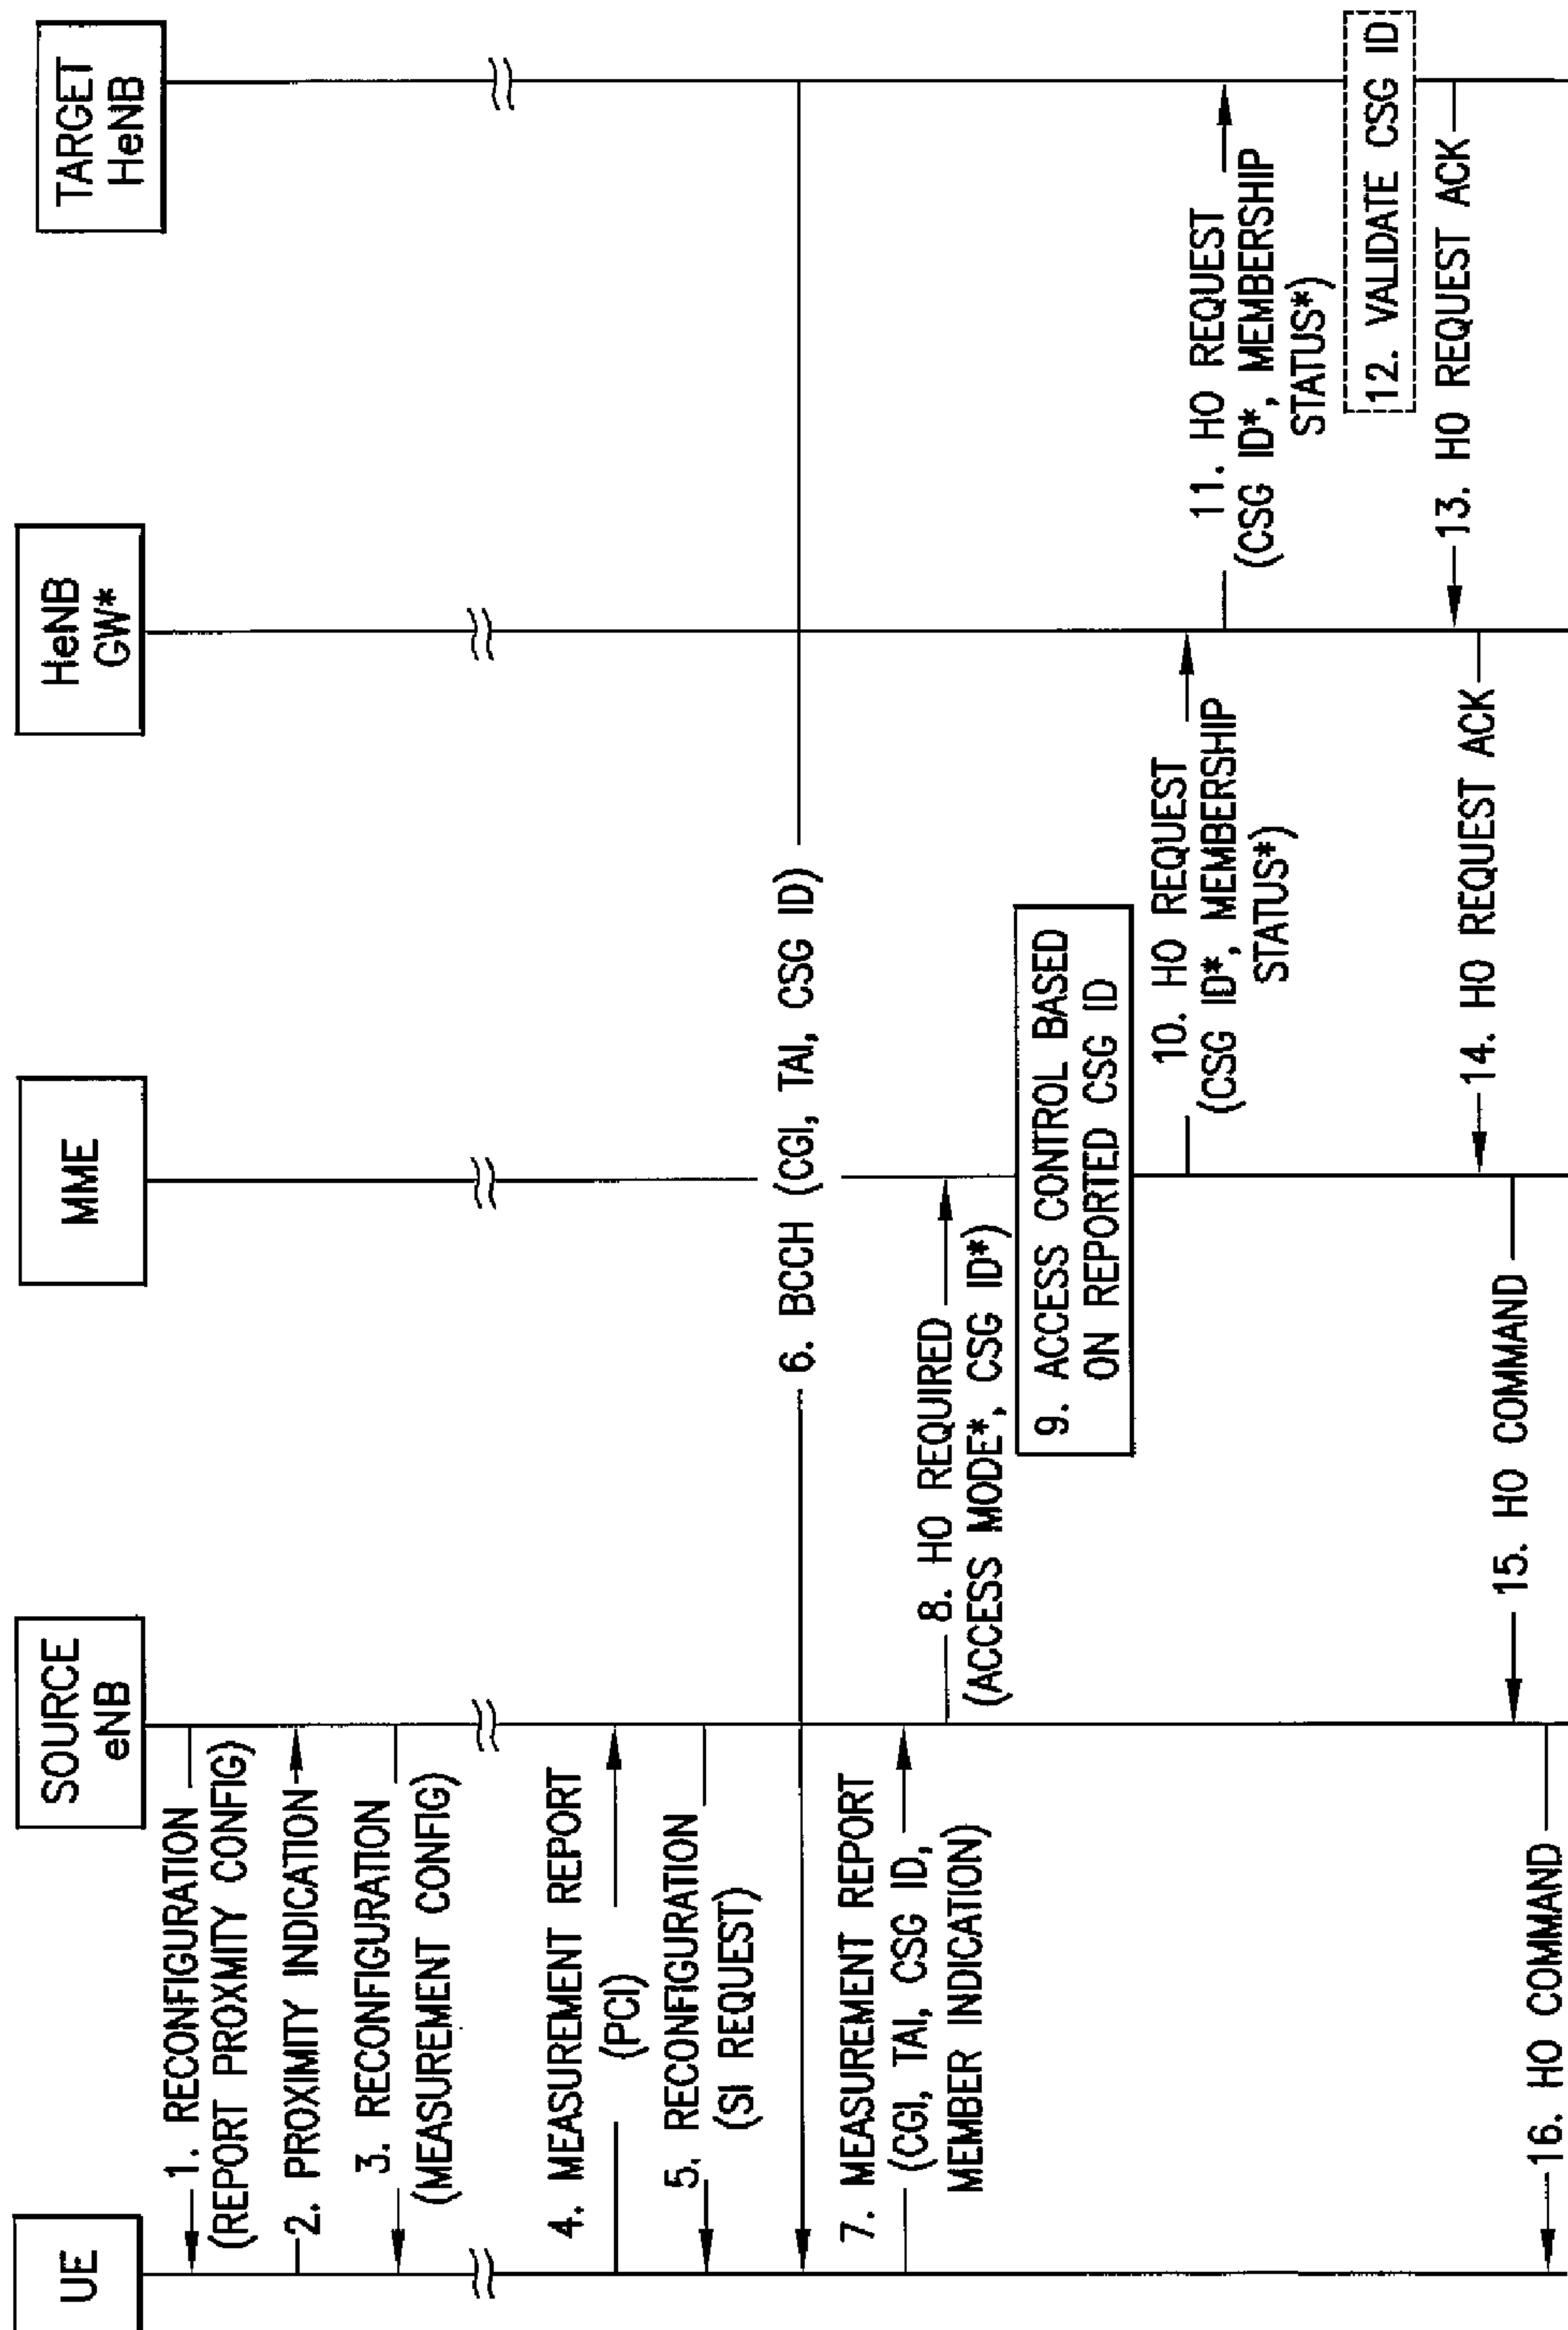 UE
SOURCE
eNB
MME
HeNB
GW*
TARGET
HeNB
1. RECONFIGURATION
(REPORT PROXIMITY CONFIG)
2. PROXIMITY INDICATION
3. RECONFIGURATION
(MEASUREMENT CONFIG)
4. MEASUREMENT REPORT
(PCI)
5. RECONFIGURATION
(SI REQUEST)
6. BCCH (CGI, TAI, CSG ID)
7. MEASUREMENT REPORT
(CGI, TAI, CSG ID,
MEMBER INDICATION)
8. HO REQUIRED
(ACCESS MODE*, CSG ID*)
9. ACCESS CONTROL BASED
ON REPORTED CSG ID
10. HO REQUEST
(CSG ID*, MEMBERSHIP
STATUS*)
11. HO REQUEST
(CSG ID*, MEMBERSHIP
STATUS*)
12. VALIDATE CSG ID
13. HO REQUEST ACK
14. HO REQUEST ACK
15. HO COMMAND
16. HO COMMAND